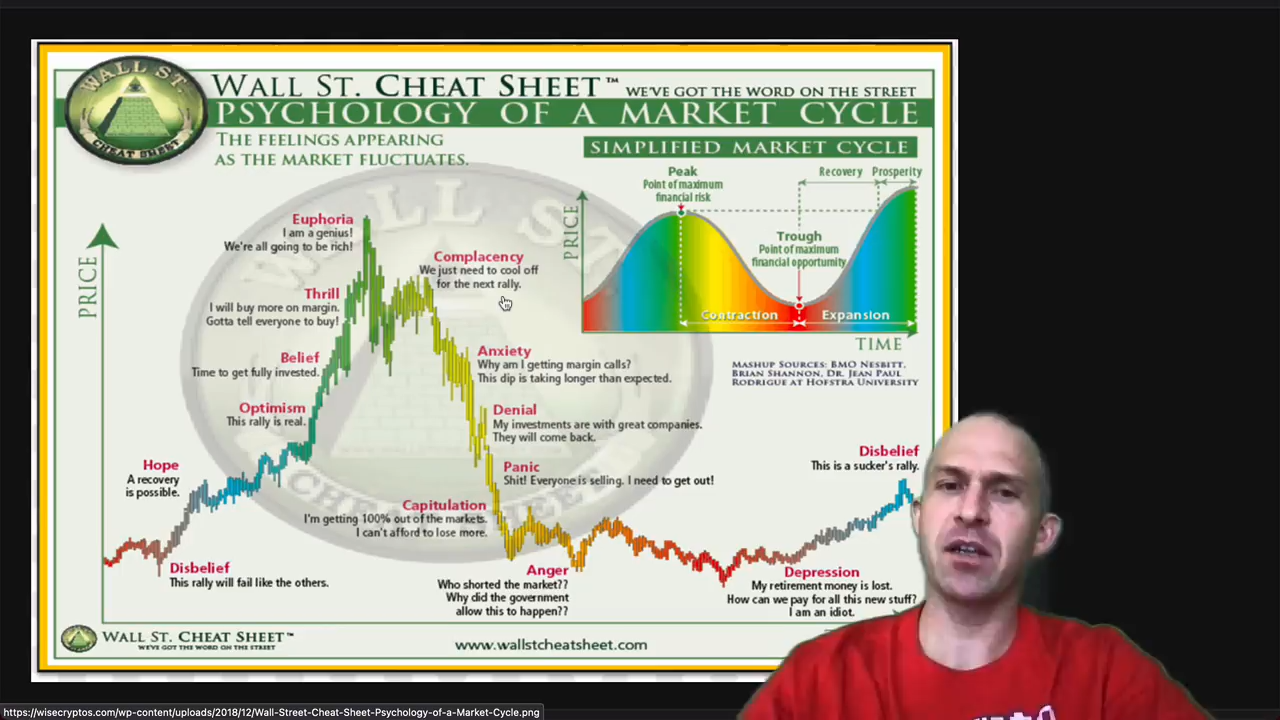 WALL ST.
CHEAT SHEET
WALL ST. CHEAT SHEET™
WE'VE GOT THE WORD ON THE STREET
PSYCHOLOGY OF A MARKET CYCLE
THE FEELINGS APPEARING
AS THE MARKET FLUCTUATES.
SIMPLIFIED MARKET CYCLE
Peak
Point of maximum
financial risk
Recovery
Prosperity
PRICE
Trough
Point of maximum
financial opportunity
Contraction
Expansion
TIME
MASHUP SOURCES: BMO NESBITT,
BRIAN SHANNON, DR. JEAN PAUL
RODRIGUE AT HOFSTRA UNIVERSITY
PRICE
Euphoria
I am a genius!
We're all going to be rich!
Complacency
We just need to cool off
for the next rally.
Thrill
I will buy more on margin.
Gotta tell everyone to buy!
Belief
Time to get fully invested.
Anxiety
Why am I getting margin calls?
This dip is taking longer than expected.
Optimism
This rally is real.
Denial
My investments are with great companies.
They will come back.
Hope
A recovery
is possible.
Panic
Shit! Everyone is selling. I need to get out!
Disbelief
This is a sucker's rally.
Capitulation
I'm getting 100% out of the markets.
I can't afford to lose more.
Disbelief
This rally will fail like the others.
Anger
Who shorted the market??
Why did the government
allow this to happen??
Depression
My retirement money is lost.
How can we pay for all this new stuff?
I am an idiot.
WALL ST. CHEAT SHEET™
WE'VE GOT THE WORD ON THE STREET
www.wallstcheatsheet.com
https://wisecryptos.com/wp-content/uploads/2018/12/Wall-Street-Cheat-Sheet-Psychology-of-a-Market-Cycle.png